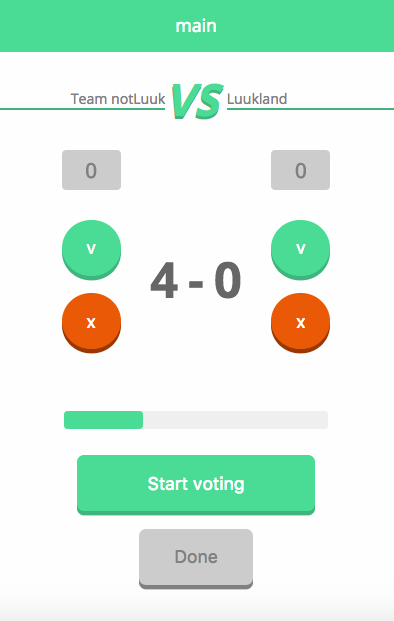 main
Team notLuuk VS Luukland
0 0
V V
4 - 0
X X
Start voting
Done